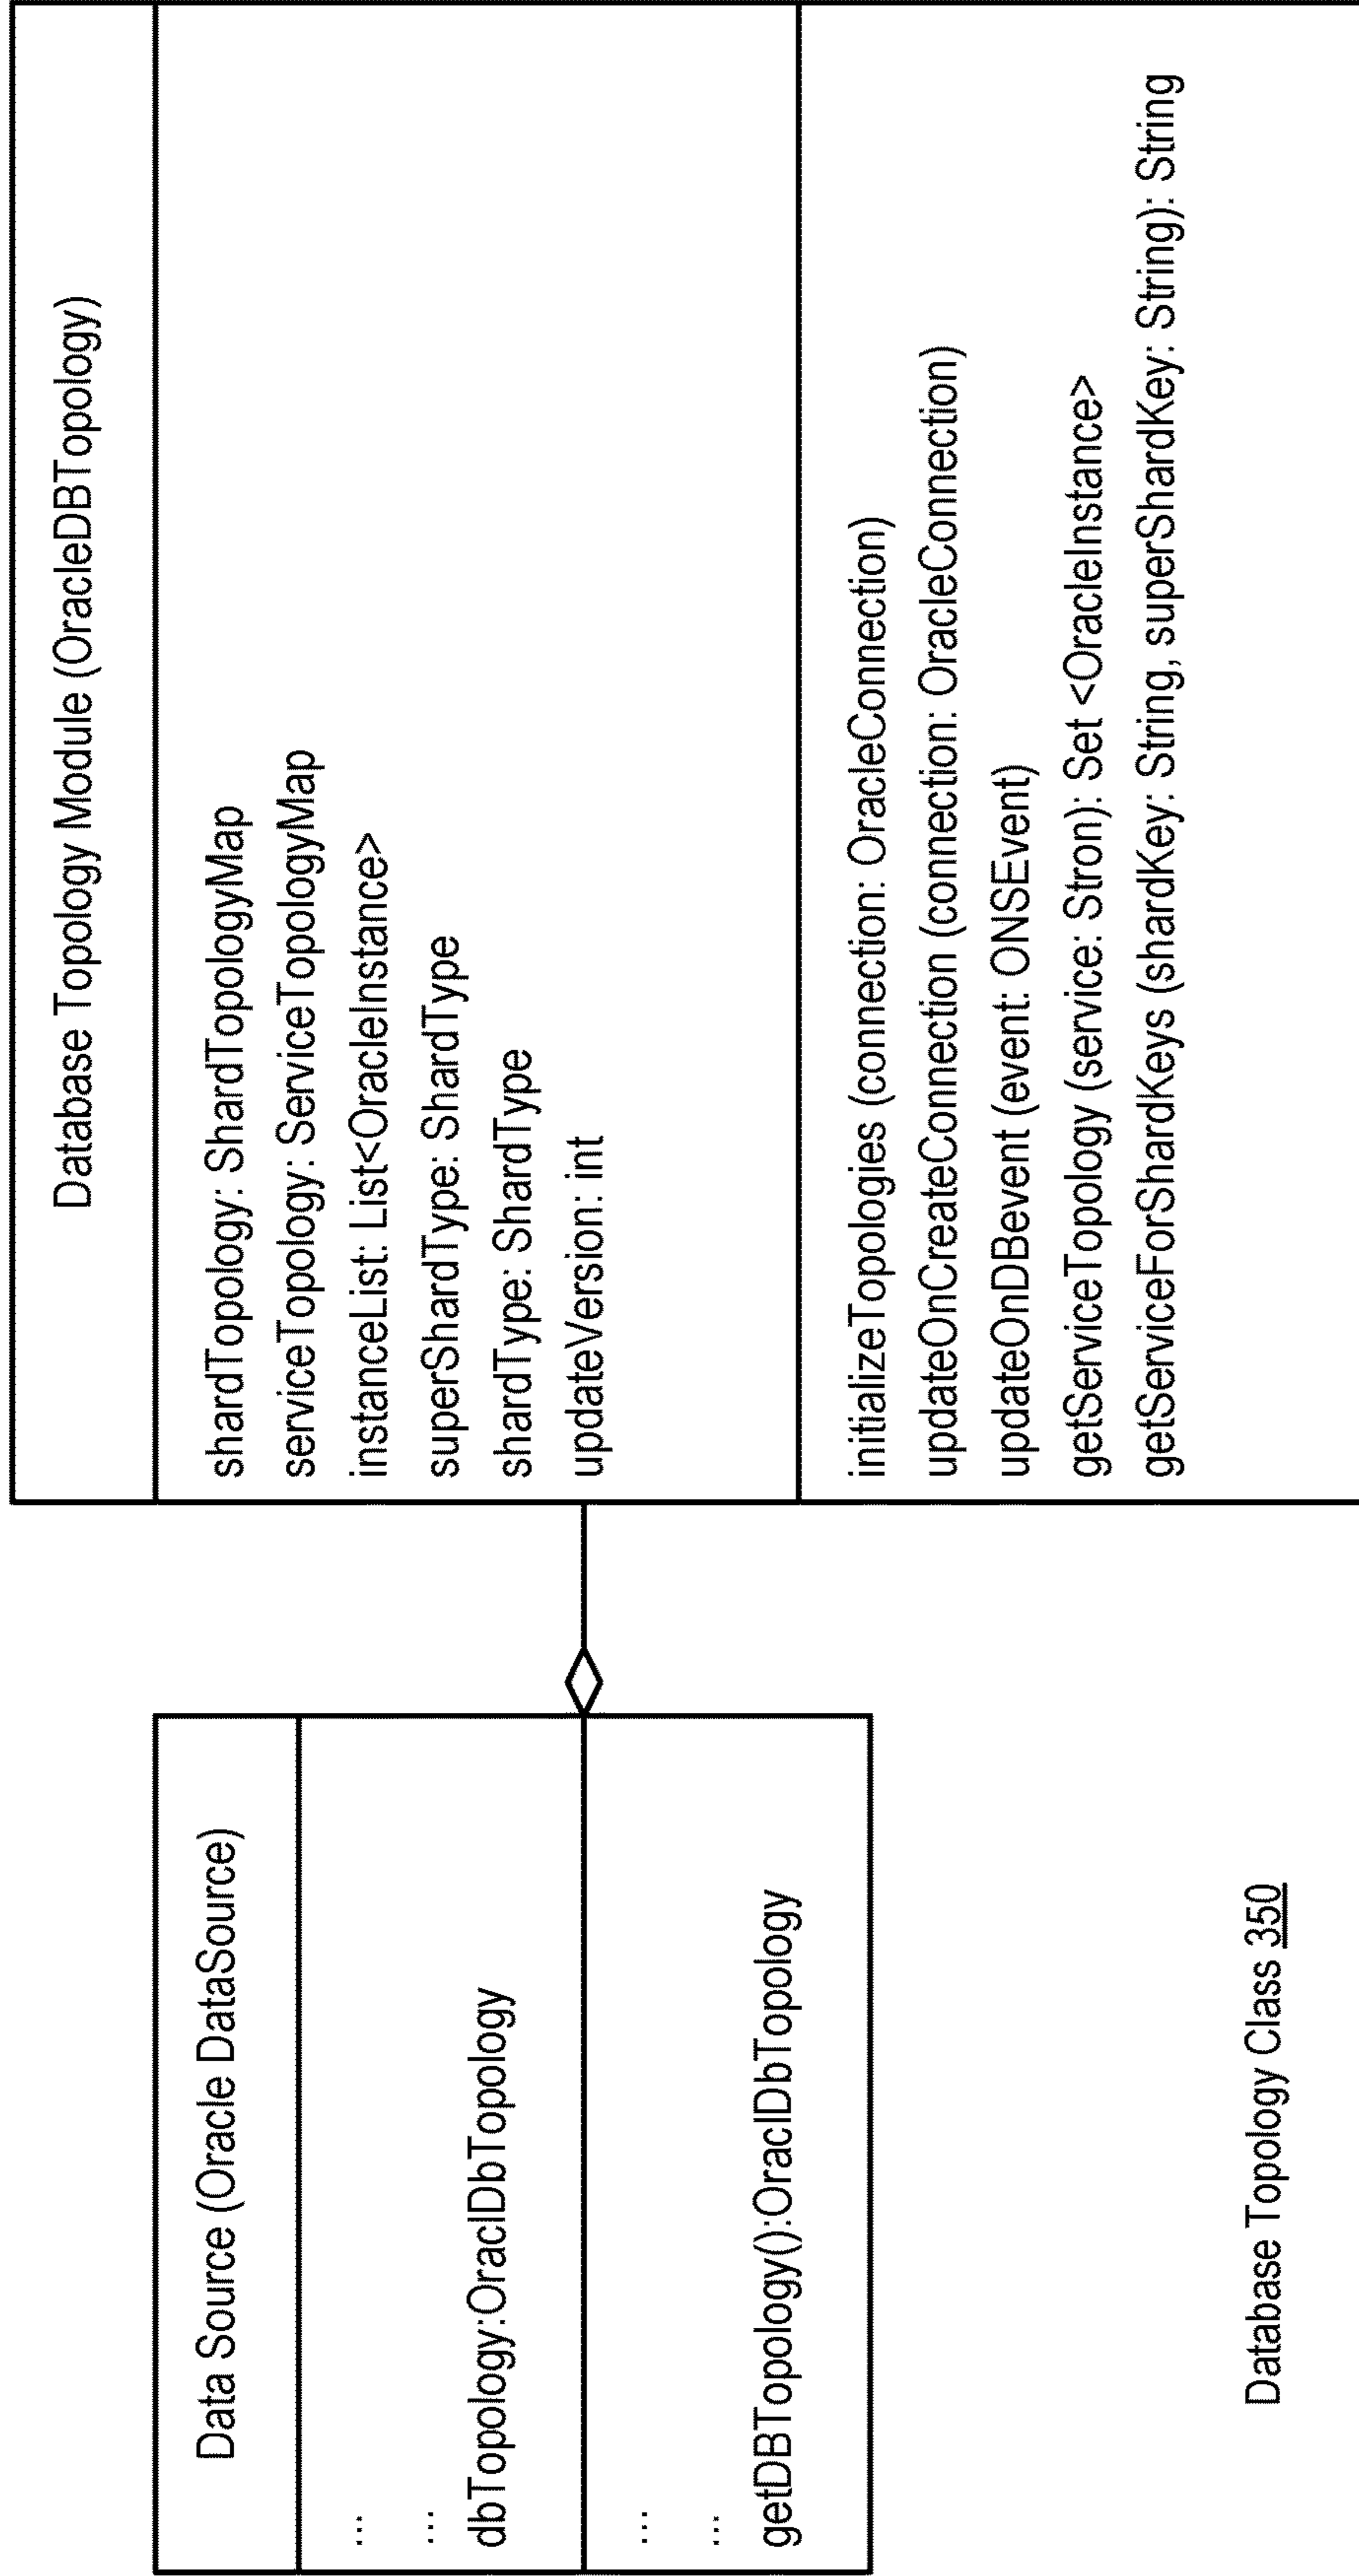 Data Source (Oracle DataSource)
...
...
dbTopology:OraclDbTopology
...
...
getDBTopology():OraclDbTopology
Database Topology Module (OracleDBTopology)
shardTopology: ShardTopologyMap
serviceTopology: ServiceTopologyMap
instanceList: List<OracleInstance>
superShardType: ShardType
shardType: ShardType
updateVersion: int
initializeTopologies (connection: OracleConnection)
updateOnCreateConnection (connection: OracleConnection)
updateOnDBevent (event: ONSEvent)
getServiceTopology (service: Stron): Set <OracleInstance>
getServiceForShardKeys (shardKey: String, superShardKey: String): String
Database Topology Class 350